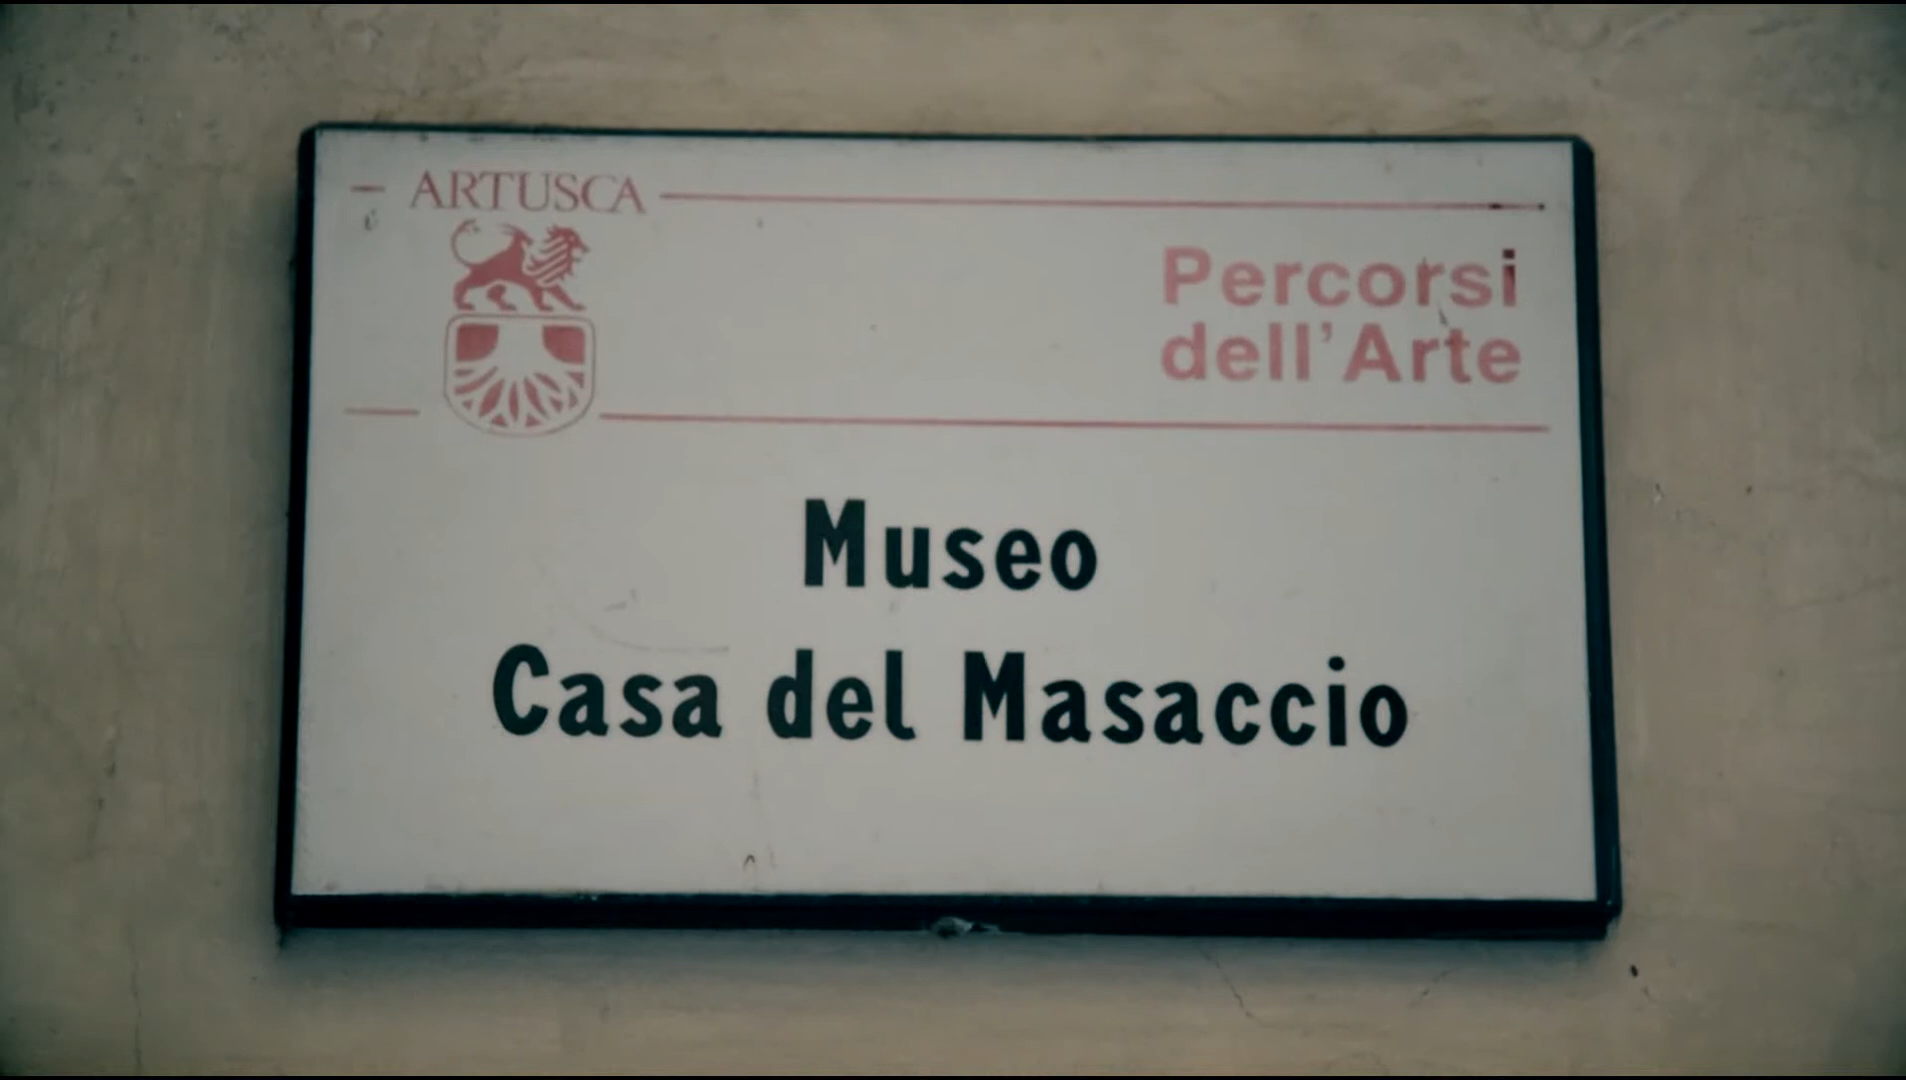 ARTUSCA
Percorsi
dell'Arte
Museo
Casa del Masaccio